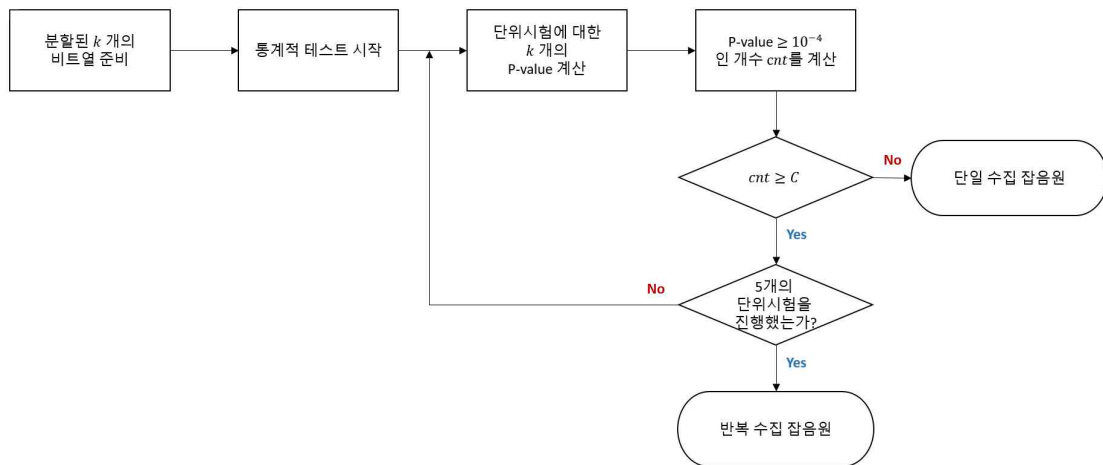 분할된 k 개의
비트열 준비
통계적 테스트 시작
단위시험에 대한
k 개의
P-value 계산
P-value ≥ 10⁻⁴
인 개수 cnt를 계산
cnt ≥ C
No
단일 수집 잡음원
Yes
5개의
단위시험을
진행했는가?
No
Yes
반복 수집 잡음원